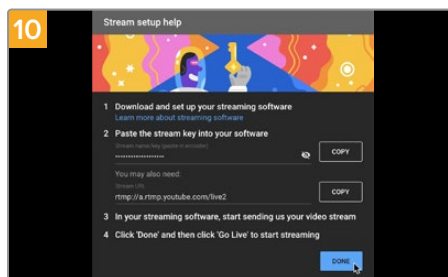 10
Stream setup help
1 Download and set up your streaming software
Learn more about streaming software
2 Paste the stream key into your software
Stream name/key (paste in encoder)
••••••••••••••••••••
COPY
You may also need:
Stream URL
rtmp://a.rtmp.youtube.com/live2
COPY
3 In your streaming software, start sending us your video stream
4 Click 'Done' and then click 'Go Live' to start streaming
DONE